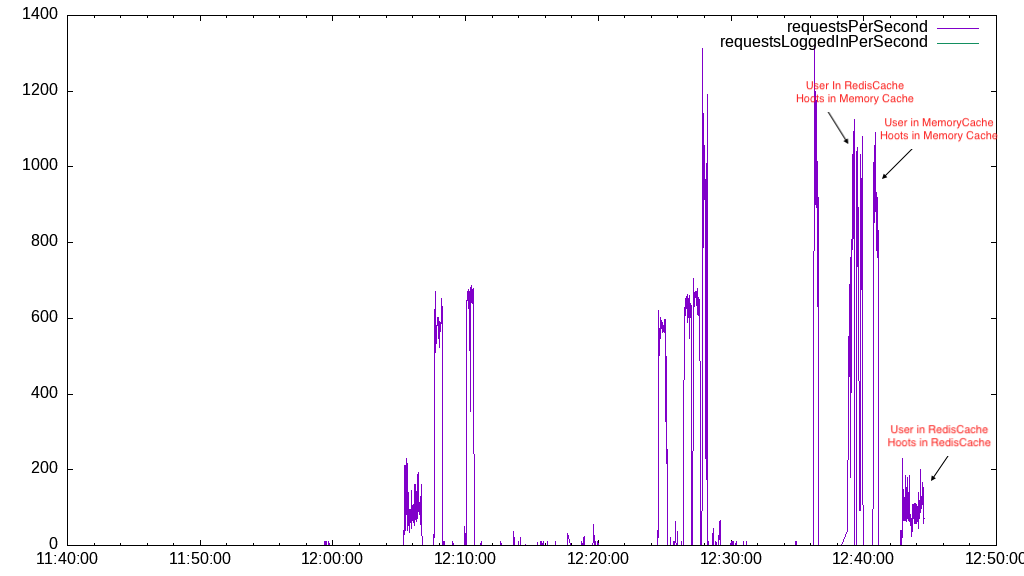 1400
requestsPerSecond
requestsLoggedInPerSecond
1200
User In RedisCache
Hoots in Memory Cache
User in MemoryCache
Hoots in Memory Cache
1000
800
600
400
User in RedisCache
Hoots in RedisCache
200
0
11:40:00 11:50:00 12:00:00 12:10:00 12:20:00 12:30:00 12:40:00 12:50:00